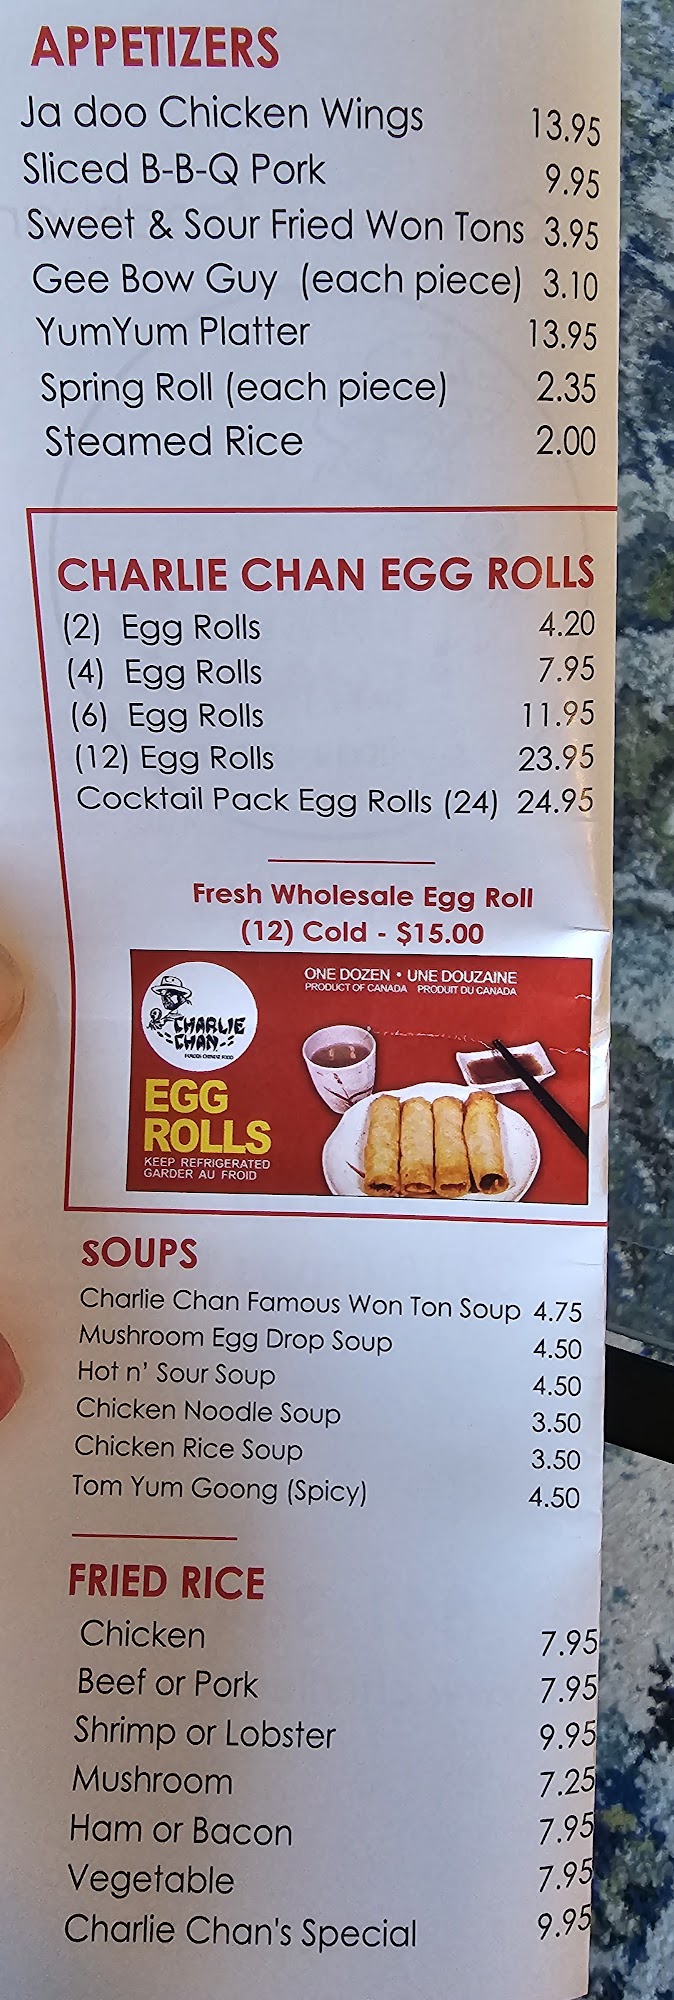 APPETIZERS
Ja doo Chicken Wings 13.95
Sliced B-B-Q Pork 9.95
Sweet & Sour Fried Won Tons 3.95
Gee Bow Guy (each piece) 3.10
YumYum Platter 13.95
Spring Roll (each piece) 2.35
Steamed Rice 2.00
CHARLIE CHAN EGG ROLLS
(2) Egg Rolls 4.20
(4) Egg Rolls 7.95
(6) Egg Rolls 11.95
(12) Egg Rolls 23.95
Cocktail Pack Egg Rolls (24) 24.95
Fresh Wholesale Egg Roll
(12) Cold - $15.00
ONE DOZEN • UNE DOUZAINE
PRODUCT OF CANADA PRODUIT DU CANADA
CHARLIE
CHAN
FAMOUS CHINESE FOOD
EGG
ROLLS
KEEP REFRIGERATED
GARDER AU FROID
SOUPS
Charlie Chan Famous Won Ton Soup 4.75
Mushroom Egg Drop Soup 4.50
Hot n' Sour Soup 4.50
Chicken Noodle Soup 3.50
Chicken Rice Soup 3.50
Tom Yum Goong (Spicy) 4.50
FRIED RICE
Chicken 7.95
Beef or Pork 7.95
Shrimp or Lobster 9.95
Mushroom 7.25
Ham or Bacon 7.95
Vegetable 7.95
Charlie Chan's Special 9.95